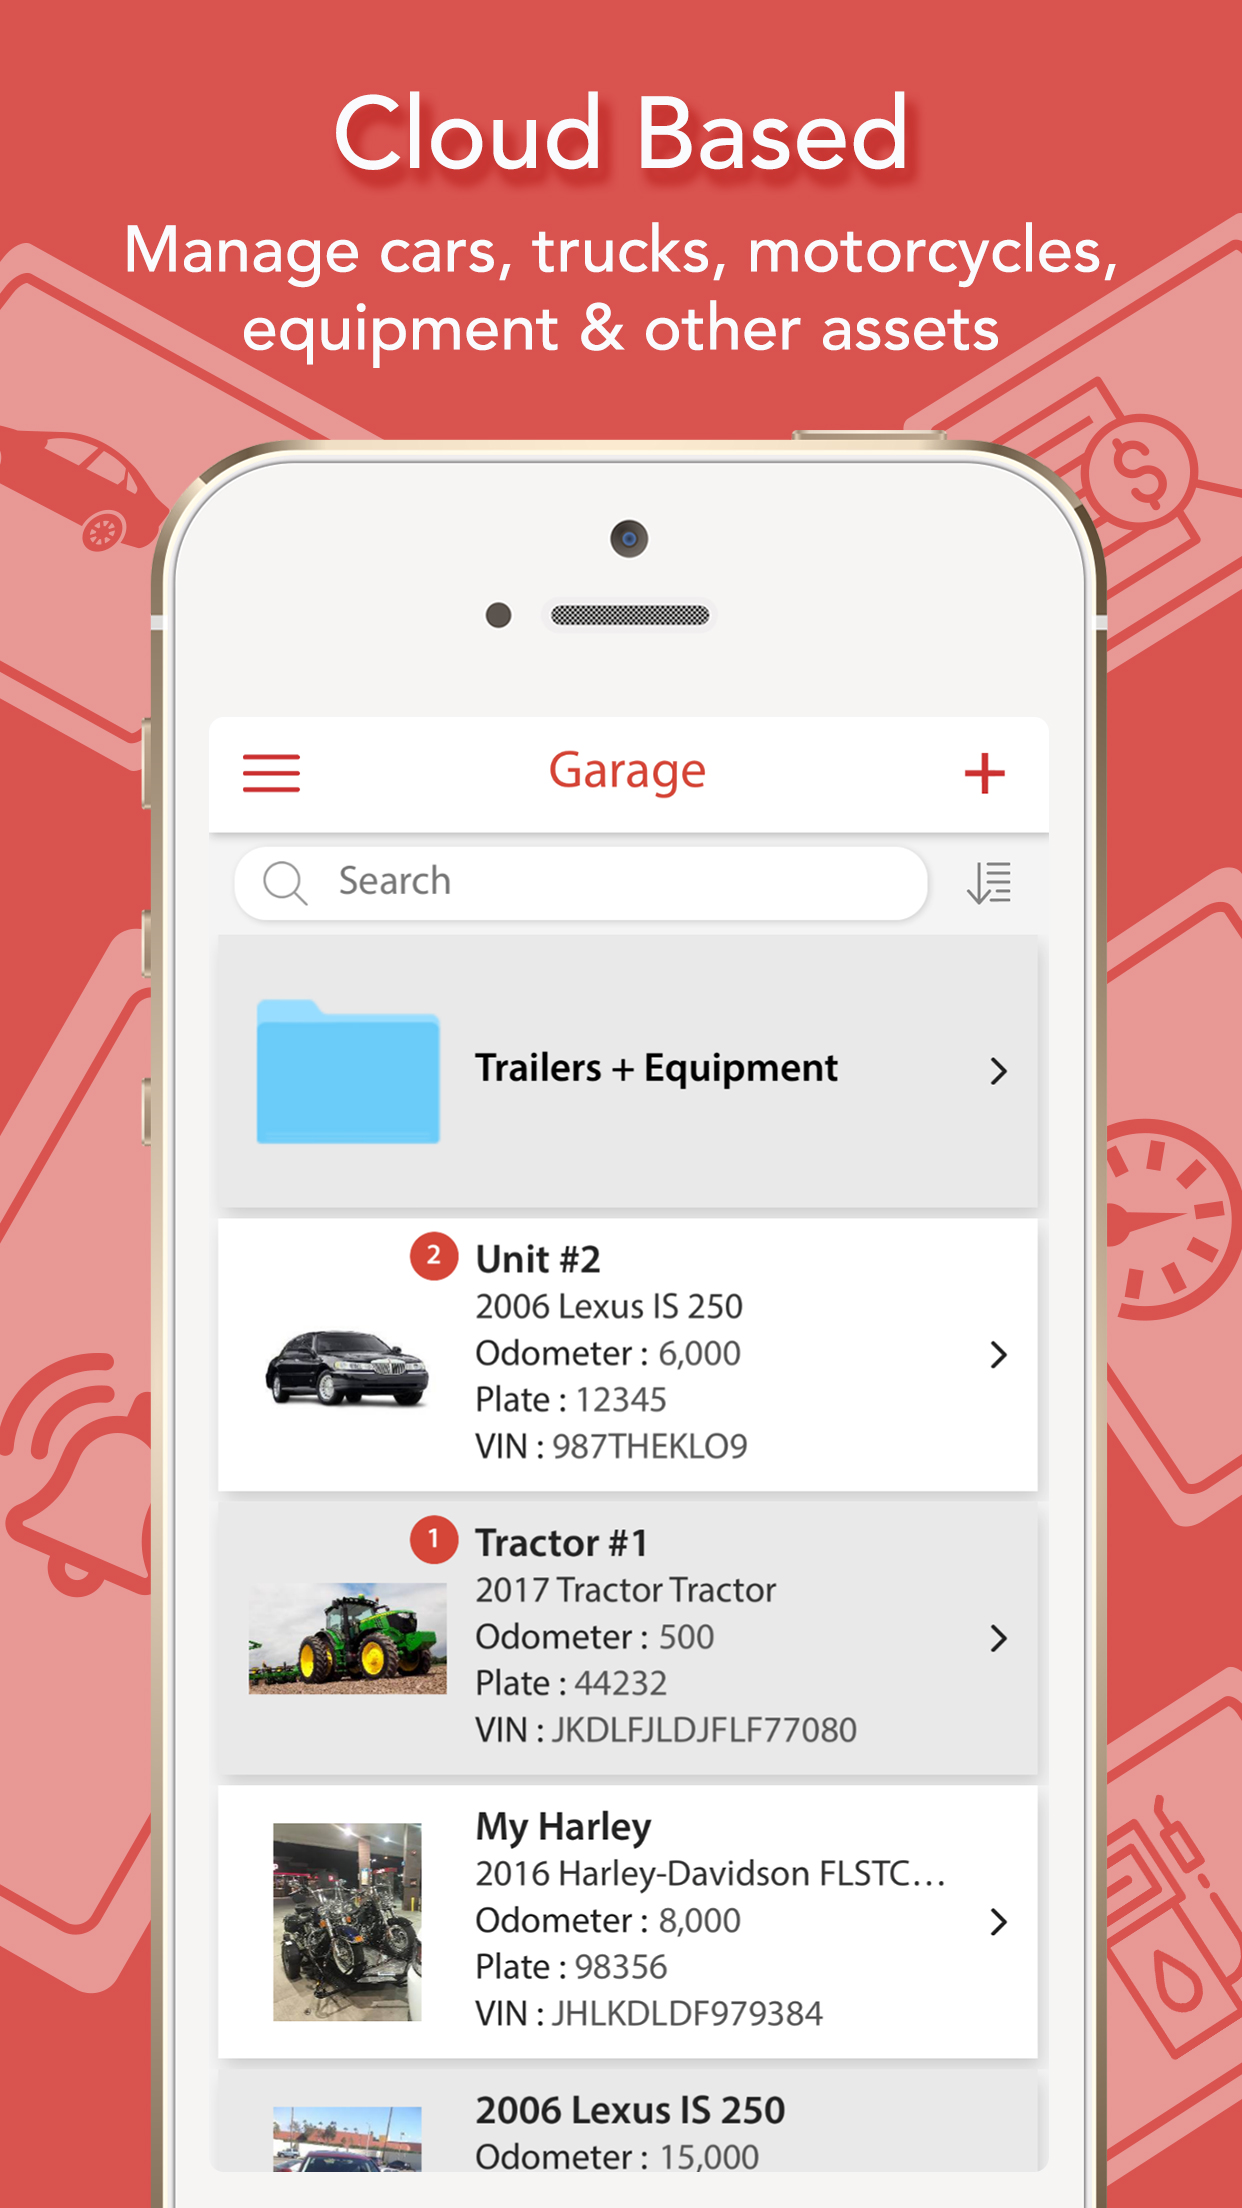 Cloud Based
Manage cars, trucks, motorcycles,
equipment & other assets
Garage
Search
Trailers + Equipment
2
Unit #2
2006 Lexus IS 250
Odometer : 6,000
Plate : 12345
VIN : 987THEKLO9
1
Tractor #1
2017 Tractor Tractor
Odometer : 500
Plate : 44232
VIN : JKDLFJLDJFLF77080
My Harley
2016 Harley-Davidson FLSTC...
Odometer : 8,000
Plate : 98356
VIN : JHLKDLDF979384
2006 Lexus IS 250
Odometer : 15,000